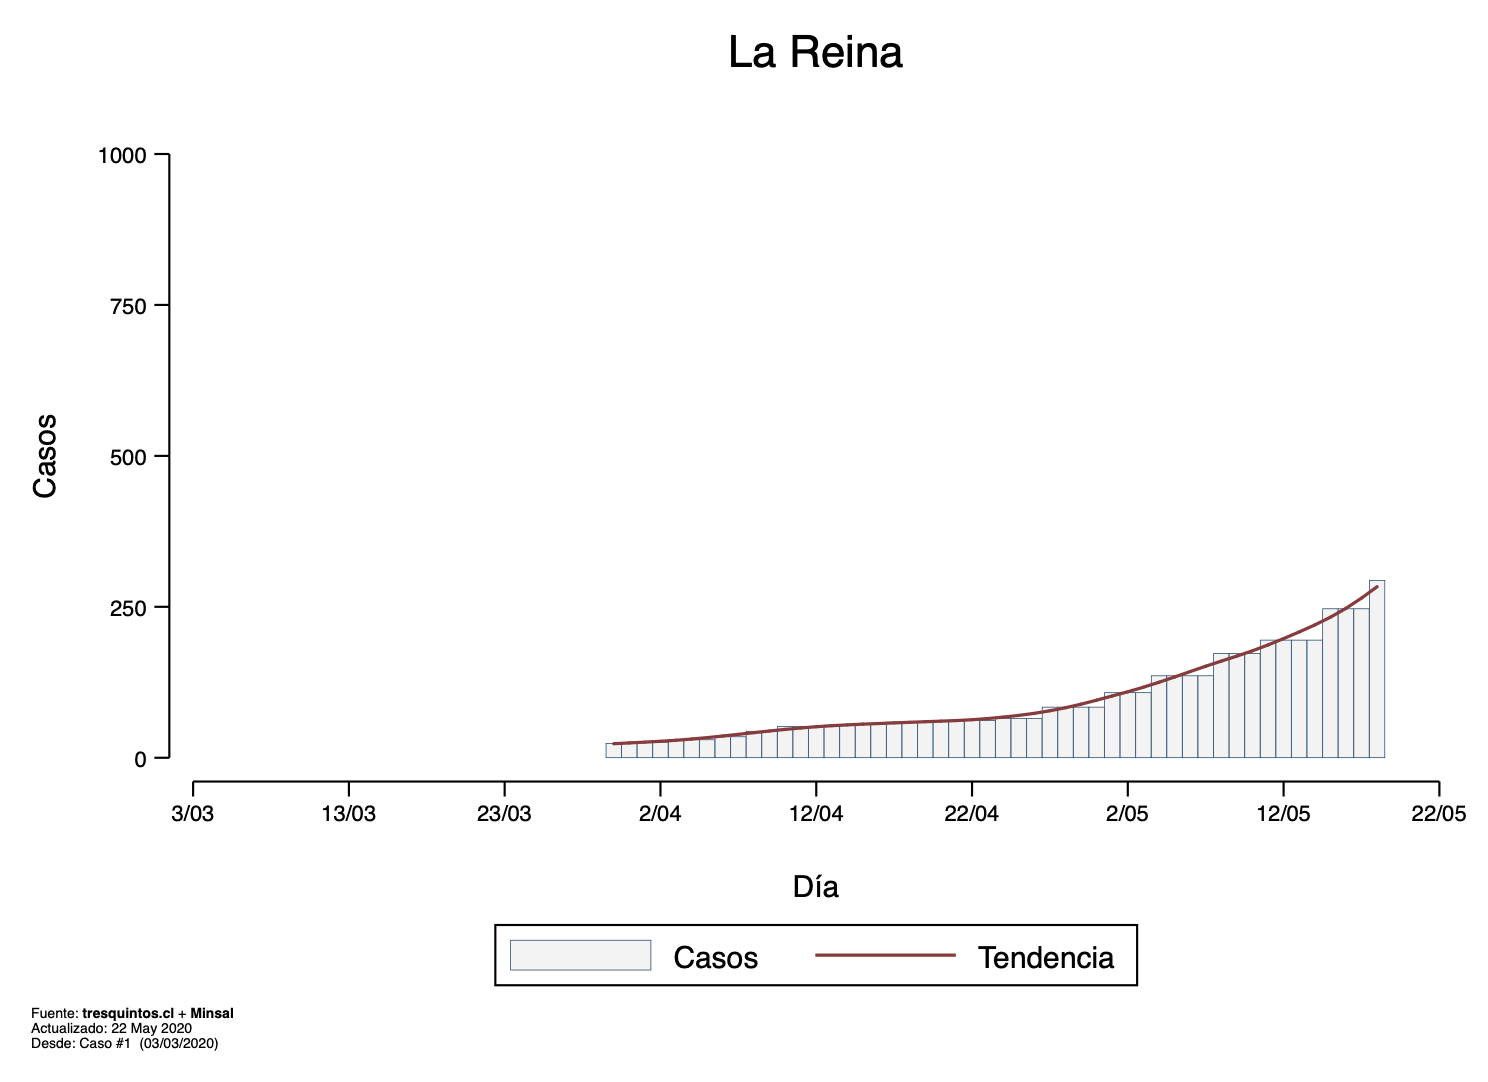 La Reina
1000
750
500
250
0
Casos
3/03 13/03 23/03 2/04 12/04 22/04 2/05 12/05 22/05
Día
Casos Tendencia
Fuente: tresquintos.cl + Minsal
Actualizado: 22 May 2020
Desde: Caso #1 (03/03/2020)